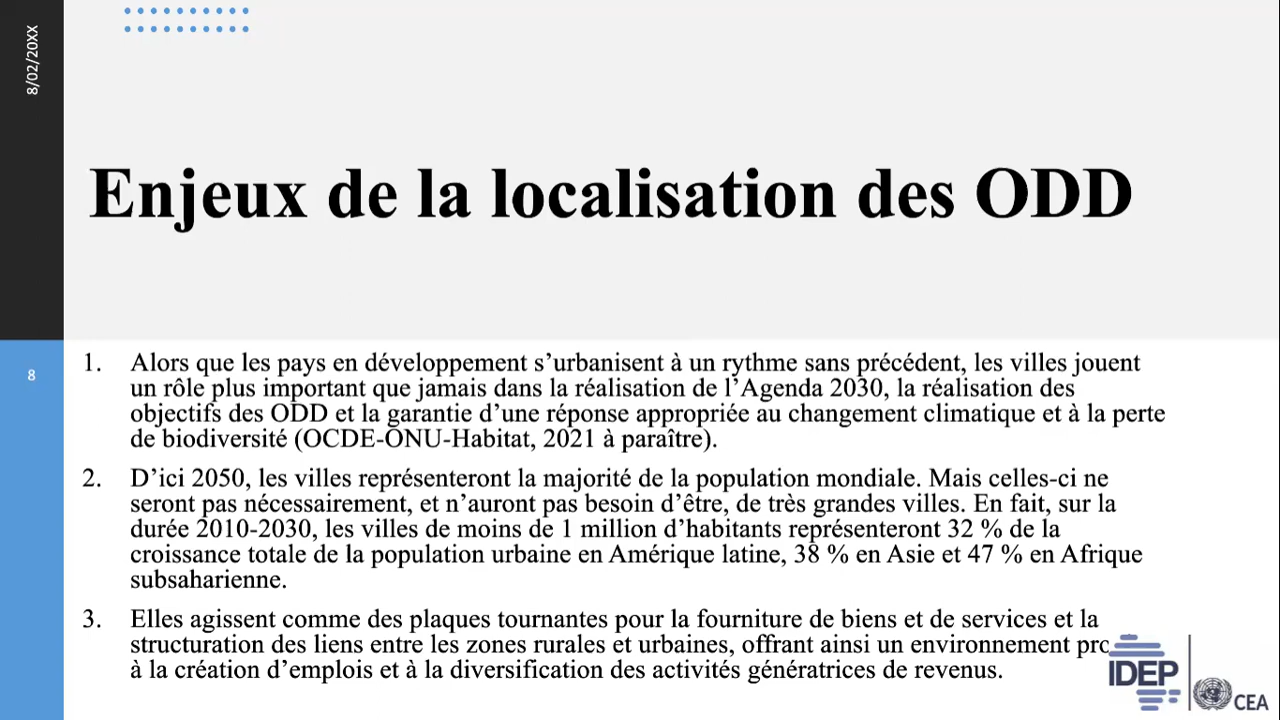 8/02/20XX
Enjeux de la localisation des ODD
8
1. Alors que les pays en développement s’urbanisent à un rythme sans précédent, les villes jouent
un rôle plus important que jamais dans la réalisation de l’Agenda 2030, la réalisation des
objectifs des ODD et la garantie d’une réponse appropriée au changement climatique et à la perte
de biodiversité (OCDE-ONU-Habitat, 2021 à paraître).
2. D’ici 2050, les villes représenteront la majorité de la population mondiale. Mais celles-ci ne
seront pas nécessairement, et n’auront pas besoin d’être, de très grandes villes. En fait, sur la
durée 2010-2030, les villes de moins de 1 million d’habitants représenteront 32 % de la
croissance totale de la population urbaine en Amérique latine, 38 % en Asie et 47 % en Afrique
subsaharienne.
3. Elles agissent comme des plaques tournantes pour la fourniture de biens et de services et la
structuration des liens entre les zones rurales et urbaines, offrant ainsi un environnement
à la création d’emplois et à la diversification des activités génératrices de revenus.
IDEP
CEA